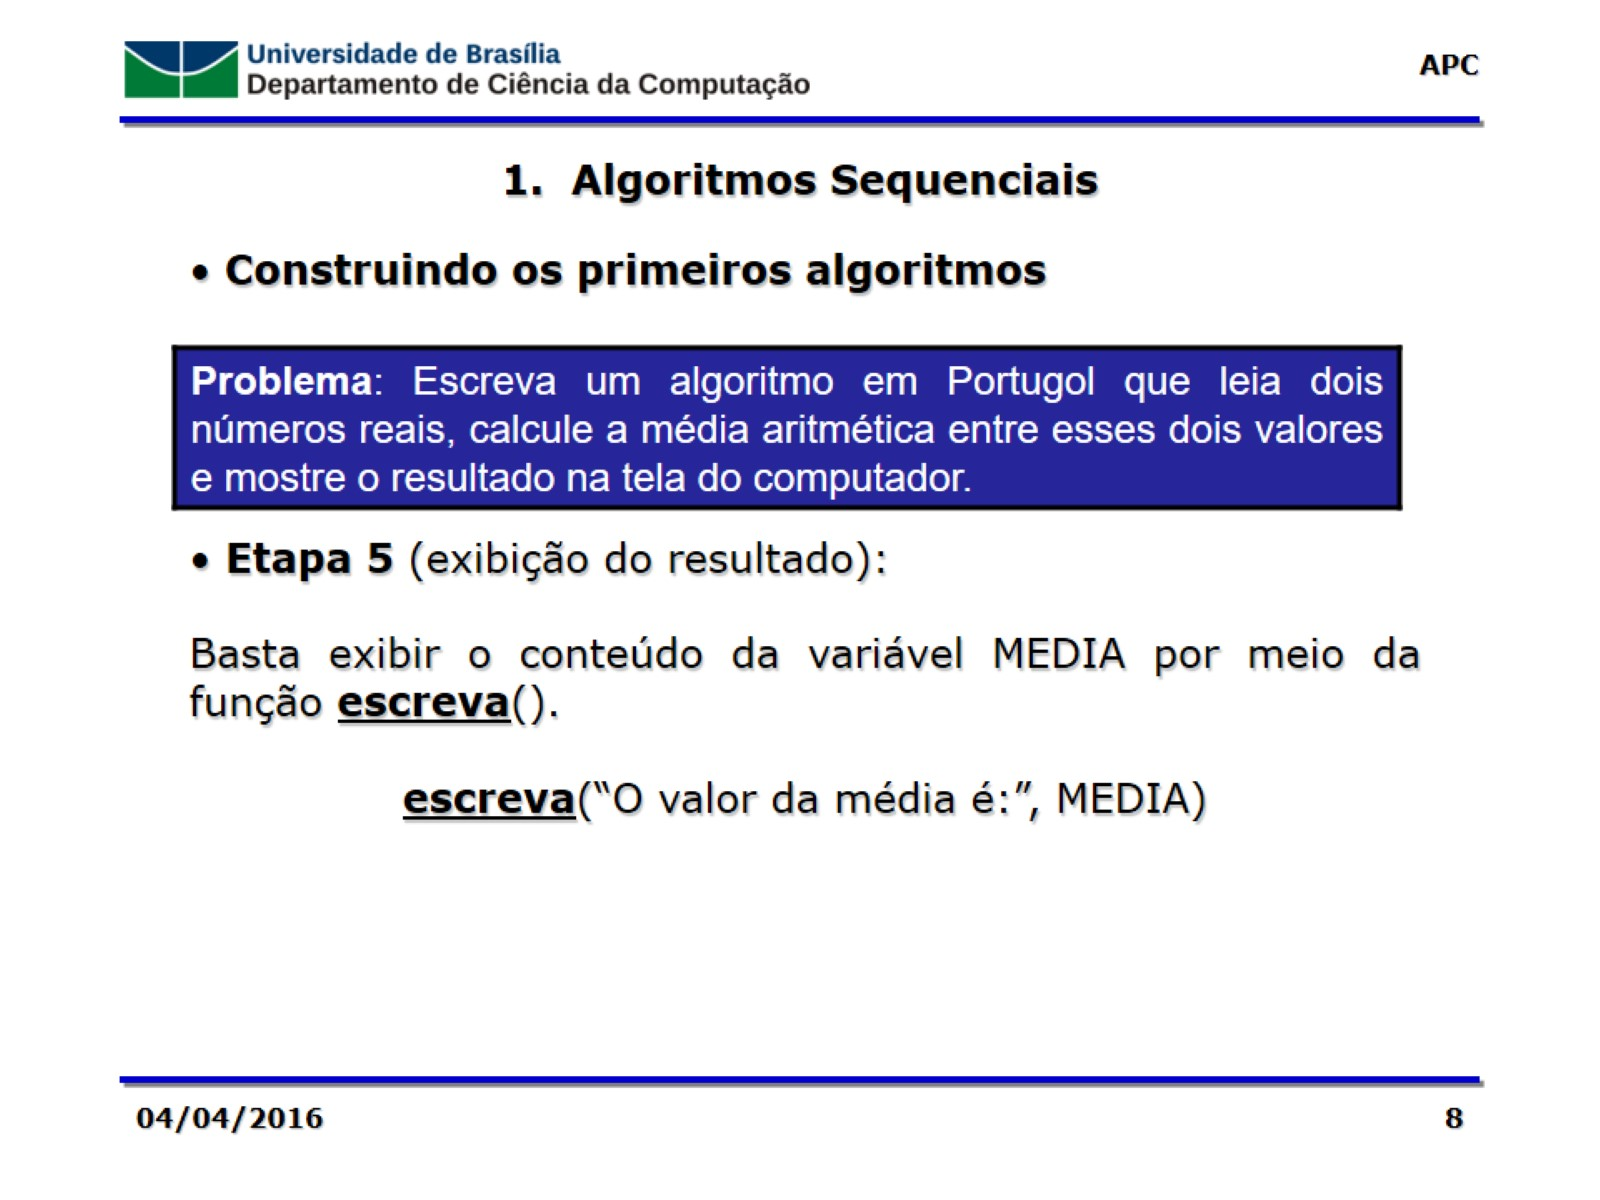 Universidade de Brasília
Departamento de Ciência da Computação
APC
1. Algoritmos Sequenciais
• Construindo os primeiros algoritmos
Problema: Escreva um algoritmo em Portugol que leia dois
números reais, calcule a média aritmética entre esses dois valores
e mostre o resultado na tela do computador.
• Etapa 5 (exibição do resultado):
Basta exibir o conteúdo da variável MEDIA por meio da
função escreva().
escreva(“O valor da média é:”, MEDIA)
04/04/2016
8